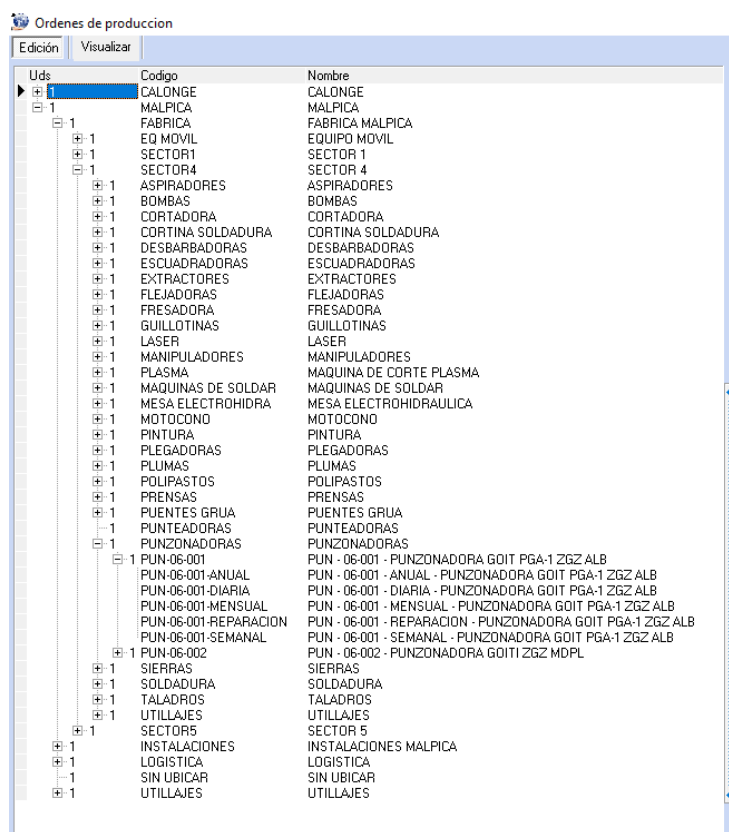 Ordenes de produccion
Edición Visualizar
Uds Codigo Nombre
1 CALONGE CALONGE
1 MALPICA MALPICA
1 FABRICA FABRICA MALPICA
1 EQ MOVIL EQUIPO MOVIL
1 SECTOR1 SECTOR 1
1 SECTOR4 SECTOR 4
1 ASPIRADORES ASPIRADORES
1 BOMBAS BOMBAS
1 CORTADORA CORTADORA
1 CORTINA SOLDADURA CORTINA SOLDADURA
1 DESBARBADORAS DESBARBADORAS
1 ESCUADRADORAS ESCUADRADORAS
1 EXTRACTORES EXTRACTORES
1 FLEJADORAS FLEJADORAS
1 FRESADORA FRESADORA
1 GUILLOTINAS GUILLOTINAS
1 LASER LASER
1 MANIPULADORES MANIPULADORES
1 PLASMA MAQUINA DE CORTE PLASMA
1 MAQUINAS DE SOLDAR MAQUINAS DE SOLDAR
1 MESA ELECTROHIDRA MESA ELECTROHIDRAULICA
1 MOTOCONO MOTOCONO
1 PINTURA PINTURA
1 PLEGADORAS PLEGADORAS
1 PLUMAS PLUMAS
1 POLIPASTOS POLIPASTOS
1 PRENSAS PRENSAS
1 PUENTES GRUA PUENTES GRUA
1 PUNTEADORAS PUNTEADORAS
1 PUNZONADORAS PUNZONADORAS
1 PUN-06-001 PUN - 06-001 - PUNZONADORA GOIT PGA-1 ZGZ ALB
PUN-06-001-ANUAL PUN - 06-001 - ANUAL - PUNZONADORA GOIT PGA-1 ZGZ ALB
PUN-06-001-DIARIA PUN - 06-001 - DIARIA - PUNZONADORA GOIT PGA-1 ZGZ ALB
PUN-06-001-MENSUAL PUN - 06-001 - MENSUAL - PUNZONADORA GOIT PGA-1 ZGZ ALB
PUN-06-001-REPARACION PUN - 06-001 - REPARACION - PUNZONADORA GOIT PGA-1 ZGZ ALB
PUN-06-001-SEMANAL PUN - 06-001 - SEMANAL - PUNZONADORA GOIT PGA-1 ZGZ ALB
1 PUN-06-002 PUN - 06-002 - PUNZONADORA GOITI ZGZ MDPL
1 SIERRAS SIERRAS
1 SOLDADURA SOLDADURA
1 TALADROS TALADROS
1 UTILLAJES UTILLAJES
1 SECTOR5 SECTOR 5
1 INSTALACIONES INSTALACIONES MALPICA
1 LOGISTICA LOGISTICA
1 SIN UBICAR SIN UBICAR
1 UTILLAJES UTILLAJES